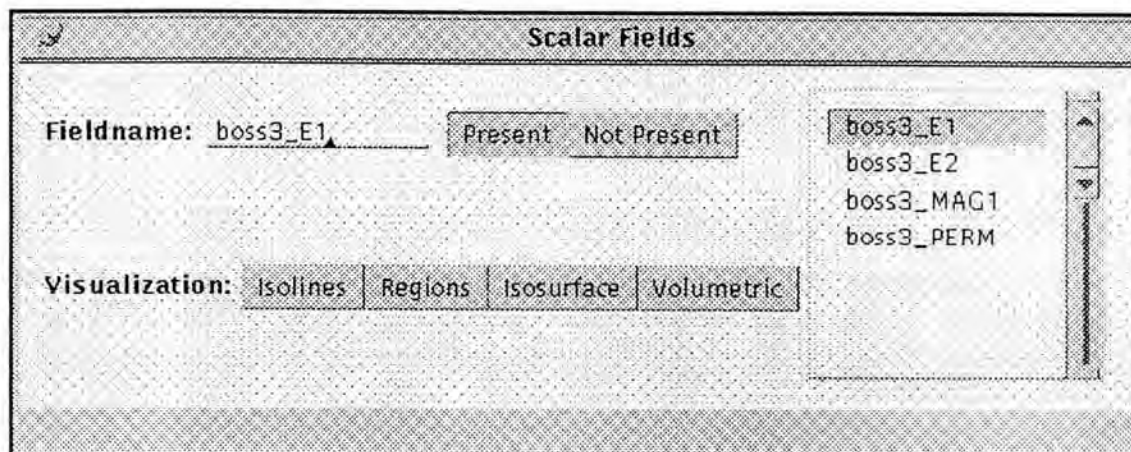 Scalar Fields
Fieldname: boss3_E1 Present Not Present
boss3_E1
boss3_E2
boss3_MAG1
boss3_PERM
Visualization: Isolines Regions Isosurface Volumetric